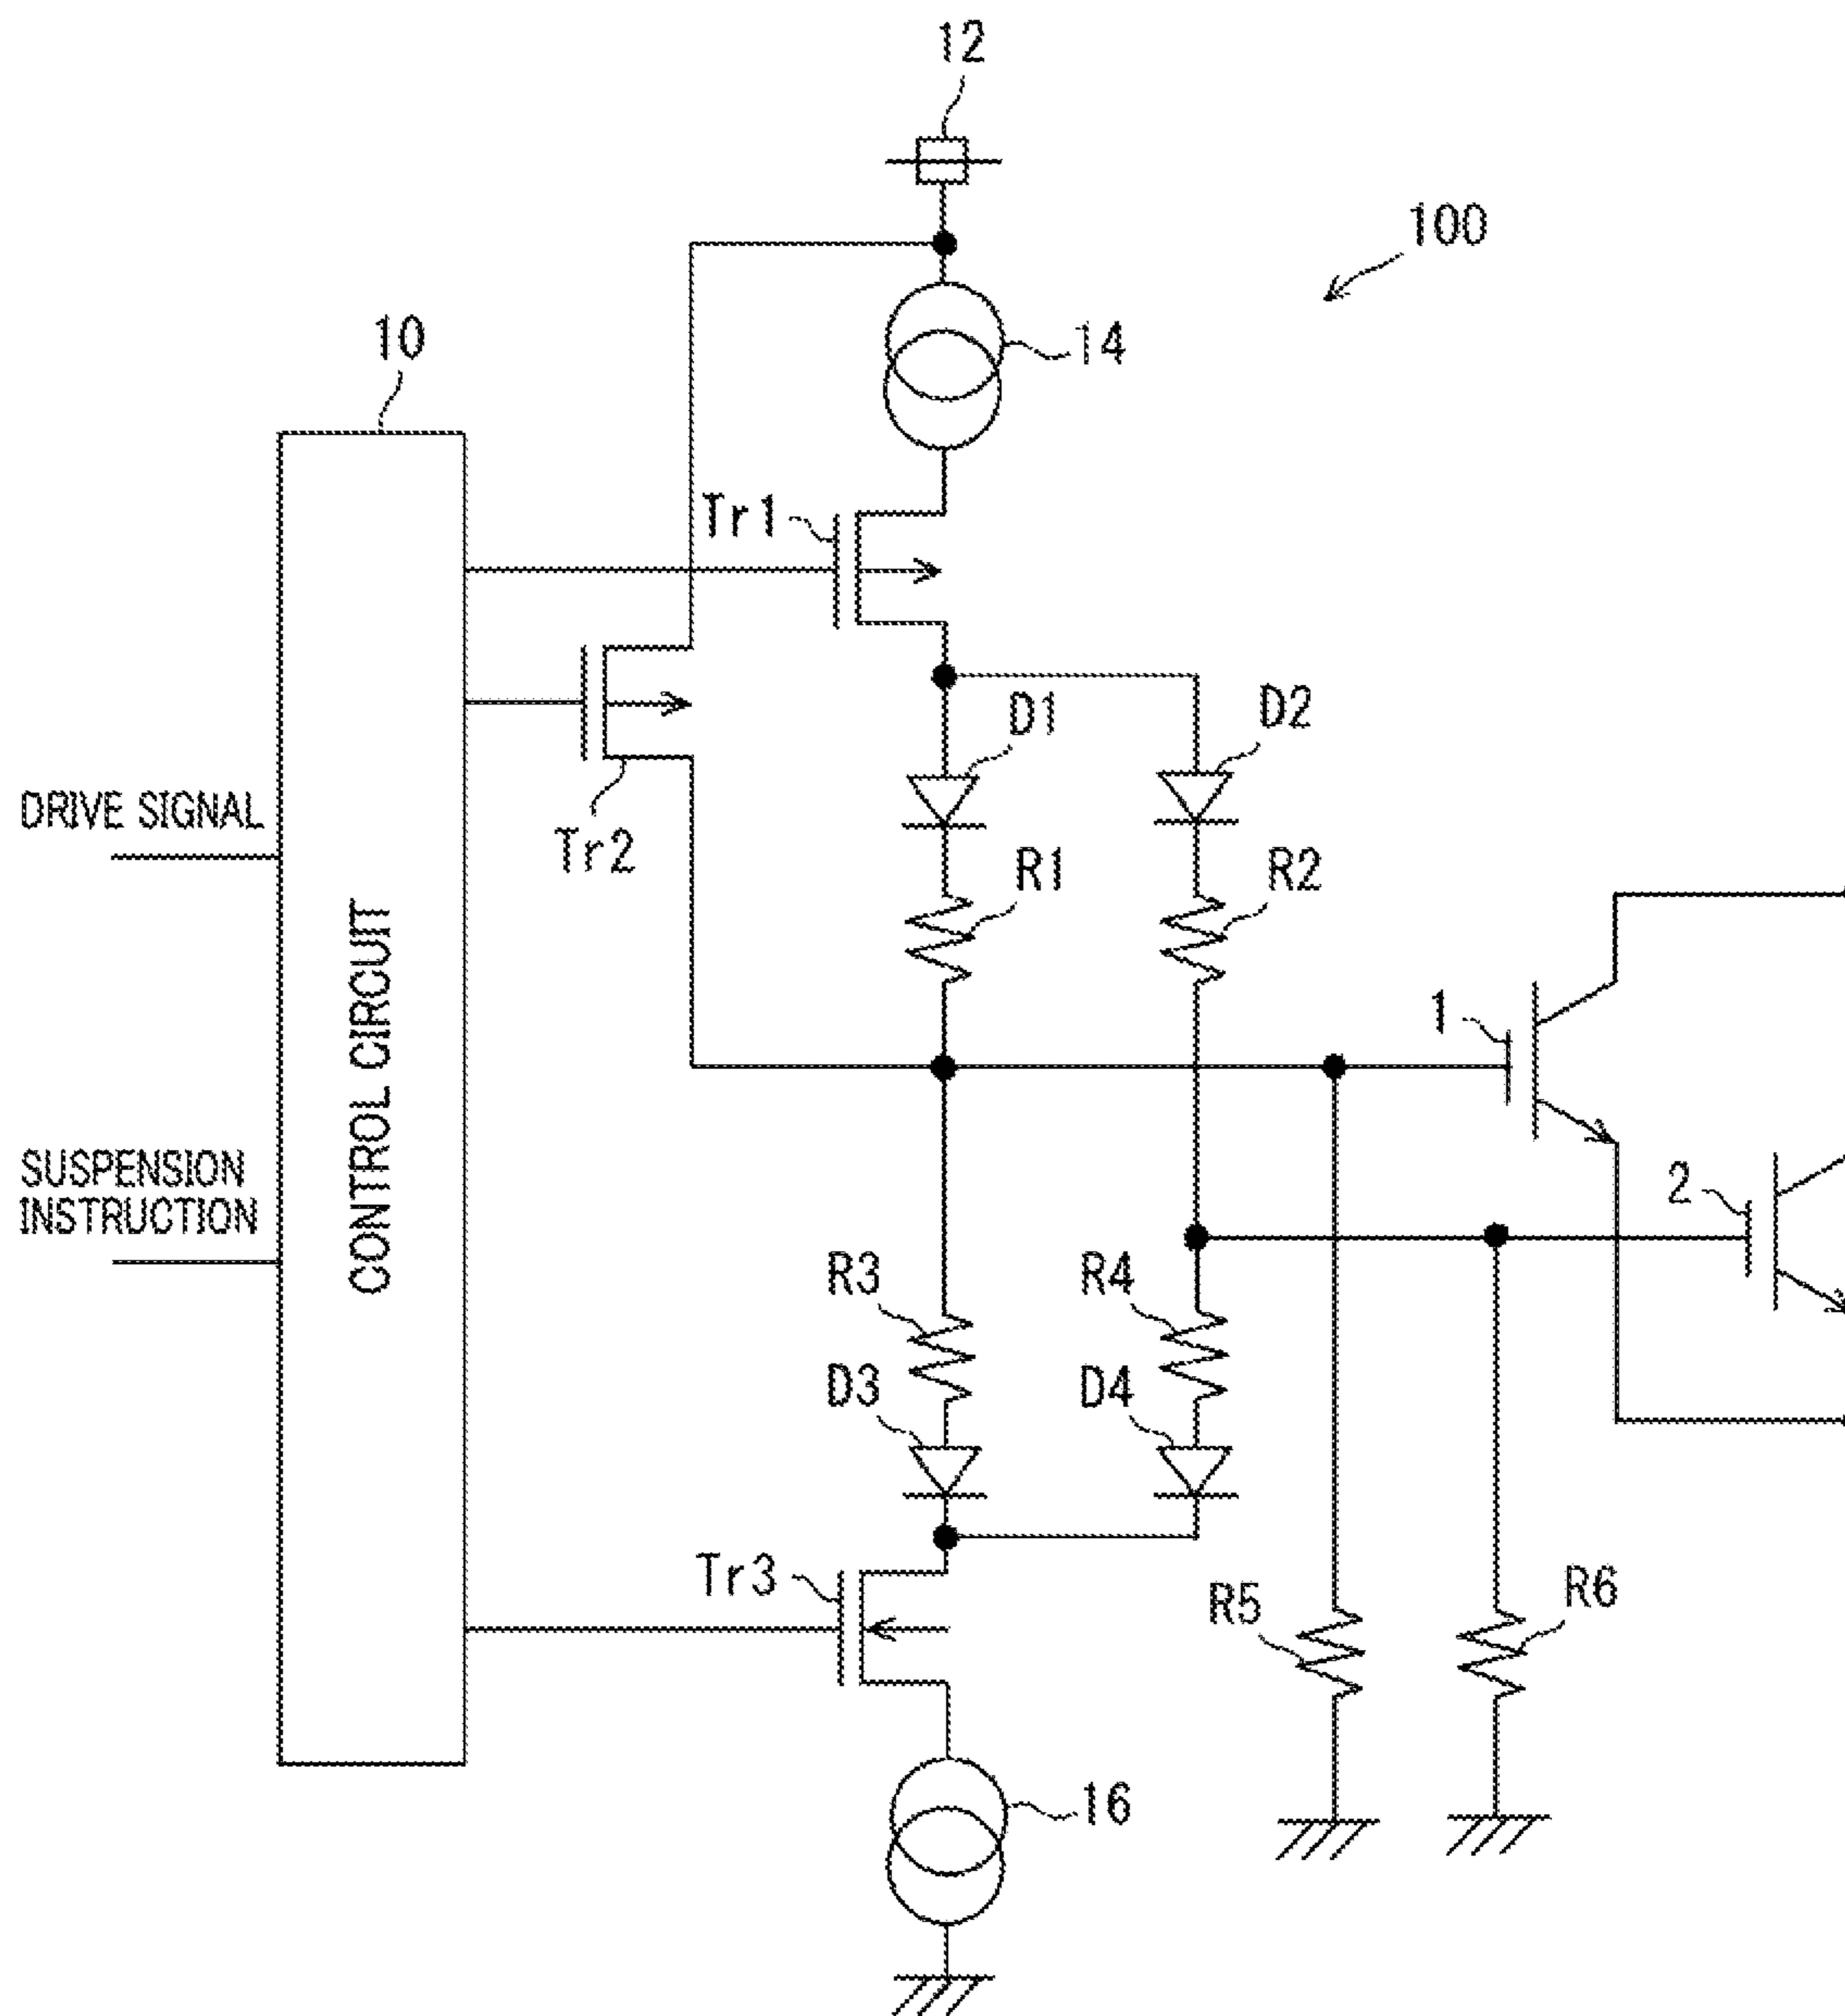 12
100
14
10
Tr1
D1
D2
Tr2
DRIVE SIGNAL
R1
R2
CONTROL CIRCUIT
1
SUSPENSION
INSTRUCTION
2
R3
R4
D3
D4
Tr3
R5
R6
16